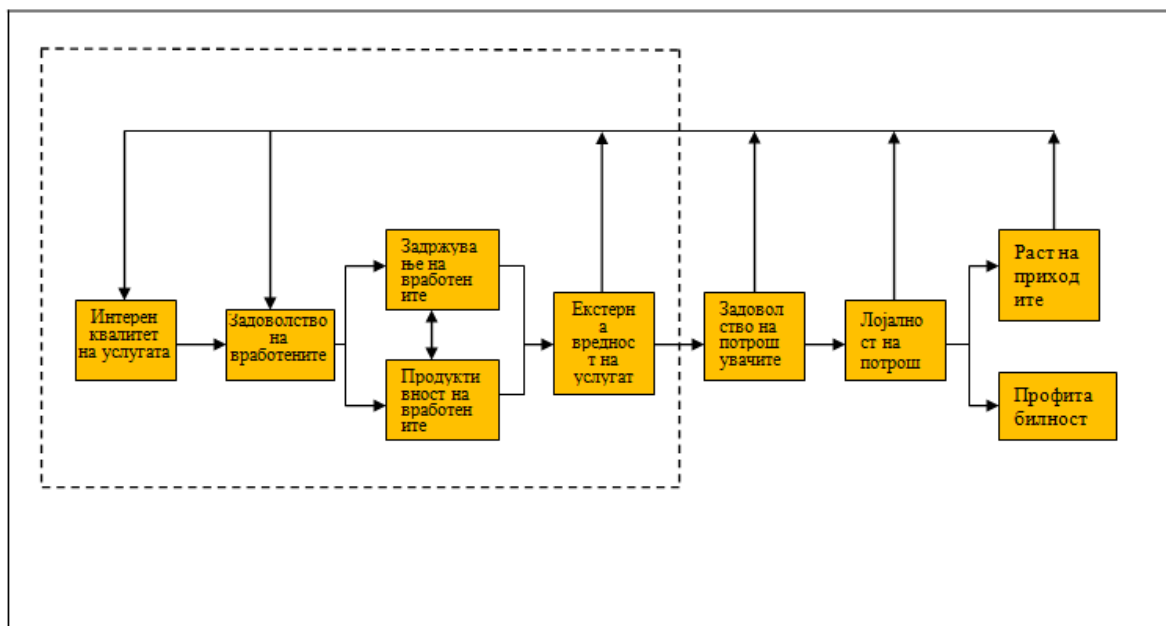 Интерен
квалитет
на услугата
Задоволство
на
вработените
Задржува
ње на
вработен
ите
Продукти
вност на
вработен
ите
Екстерн
а
вреднос
т на
услугат
Задовол
ство на
потрош
увачите
Лојално
ст на
потрош
Раст на
приход
ите
Профита
билност